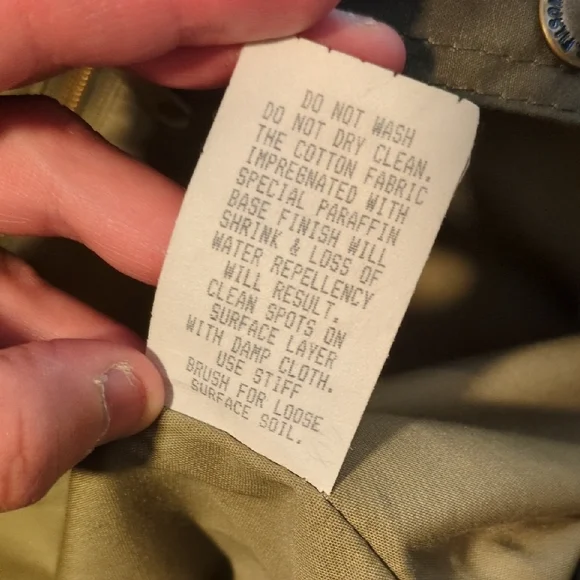 DO NOT WASH
DO NOT DRY CLEAN.
THE COTTON FABRIC
IMPREGNATED WITH
SPECIAL PARAFFIN
BASE FINISH WILL
SHRINK & LOSS OF
WATER REPELLENCY
WILL RESULT.
CLEAN SPOTS ON
SURFACE LAYER
WITH DAMP CLOTH.
USE STIFF
BRUSH FOR LOOSE
SURFACE SOIL.